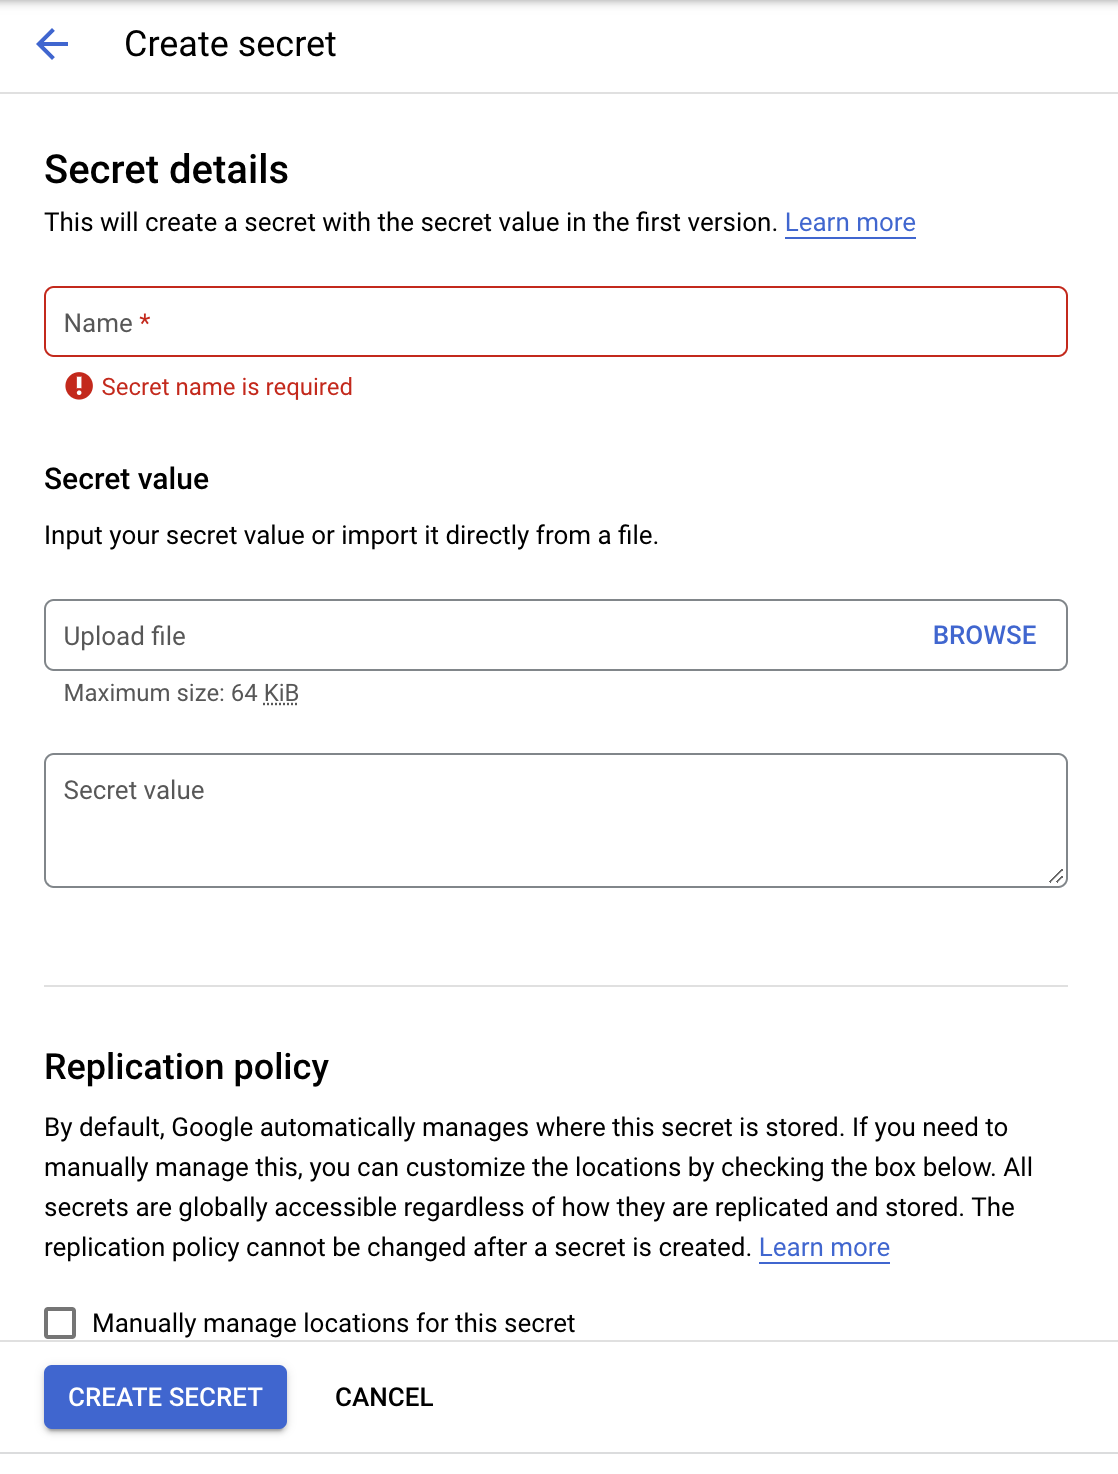 Create secret
Secret details
This will create a secret with the secret value in the first version. Learn more
Name *
Secret name is required
Secret value
Input your secret value or import it directly from a file.
Upload file BROWSE
Maximum size: 64 KiB
Secret value
Replication policy
By default, Google automatically manages where this secret is stored. If you need to
manually manage this, you can customize the locations by checking the box below. All
secrets are globally accessible regardless of how they are replicated and stored. The
replication policy cannot be changed after a secret is created. Learn more
Manually manage locations for this secret
CREATE SECRET CANCEL